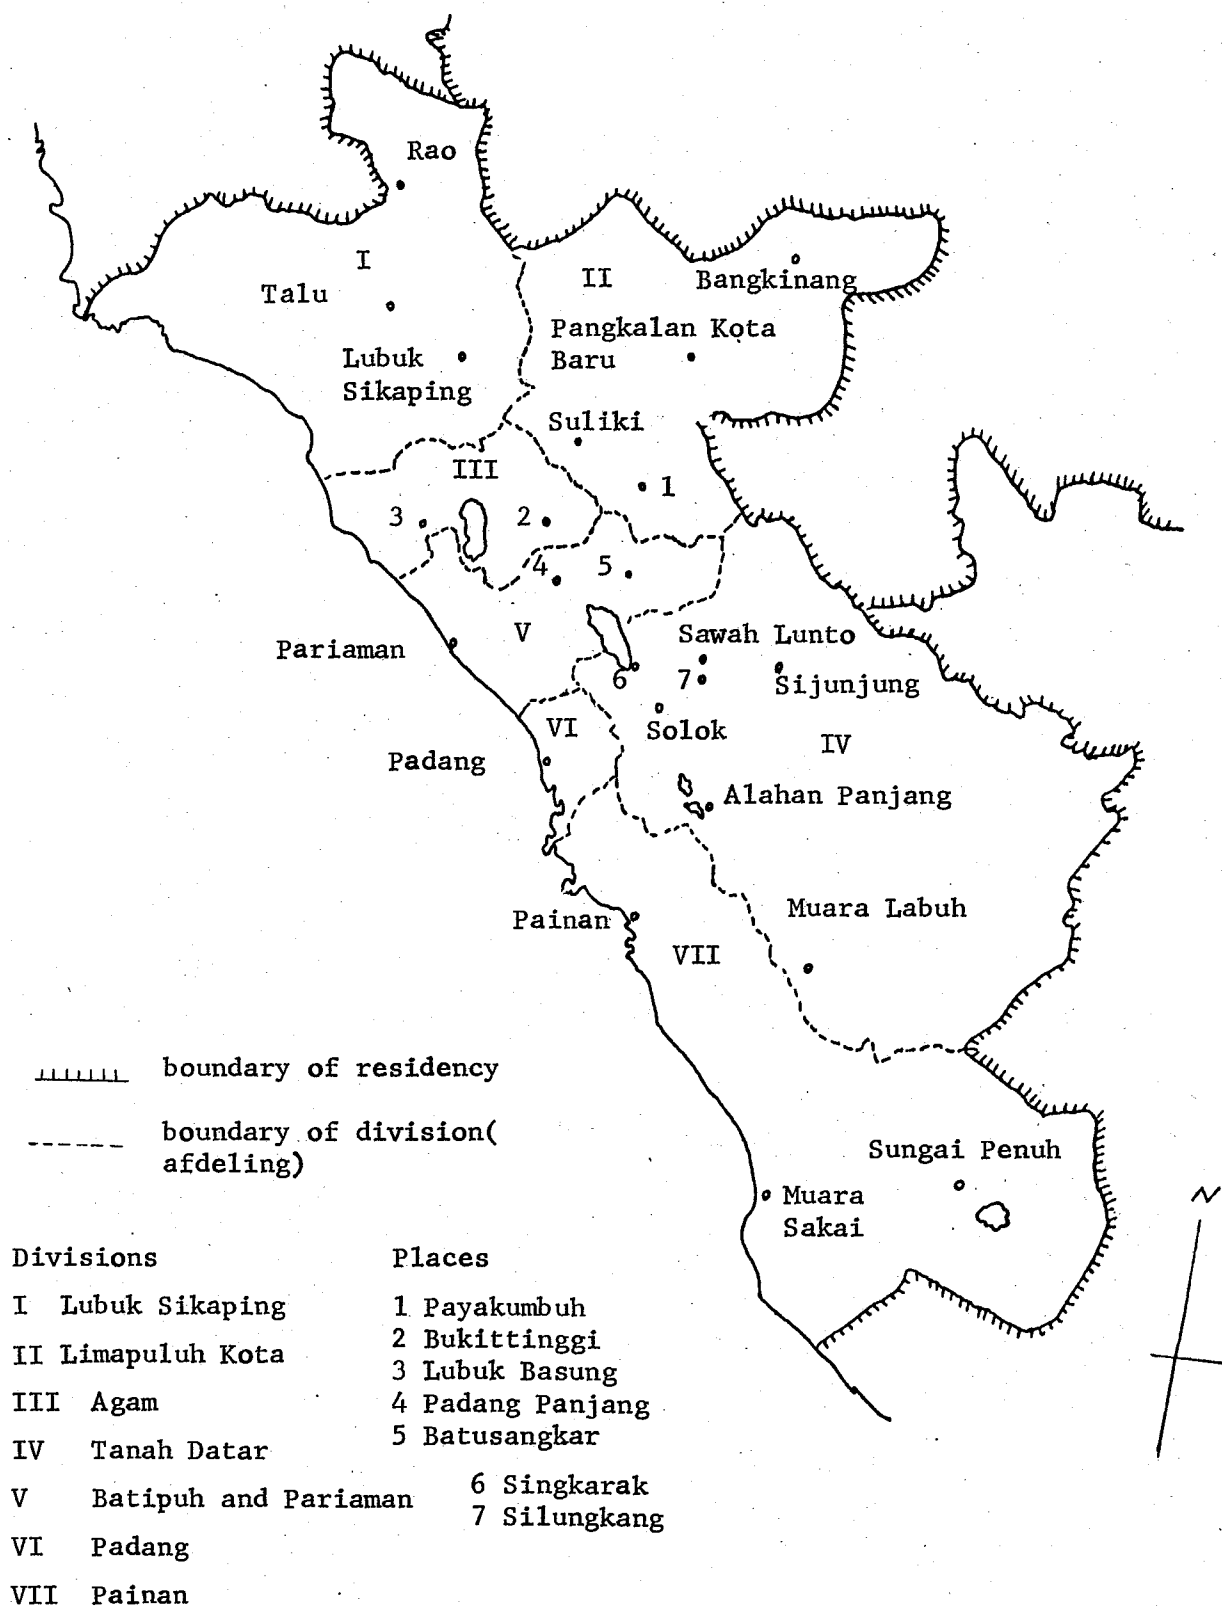 Rao
I
II
Bangkinang
Talu
Pangkalan Kota
Baru
Lubuk
Sikaping
Suliki
III
1
3
2
4
5
V
Sawah Lunto
Pariaman
6
7
Sijunjung
VI
Solok
IV
Padang
Alahan Panjang
Muara Labuh
Painan
VII
boundary of residency
boundary of division(
afdeling)
Sungai Penuh
Muara
Sakai
N
Divisions
I Lubuk Sikaping
II Limapuluh Kota
III Agam
IV Tanah Datar
V Batipuh and Pariaman
VI Padang
VII Painan
Places
1 Payakumbuh
2 Bukittinggi
3 Lubuk Basung
4 Padang Panjang
5 Batusangkar
6 Singkarak
7 Silungkang